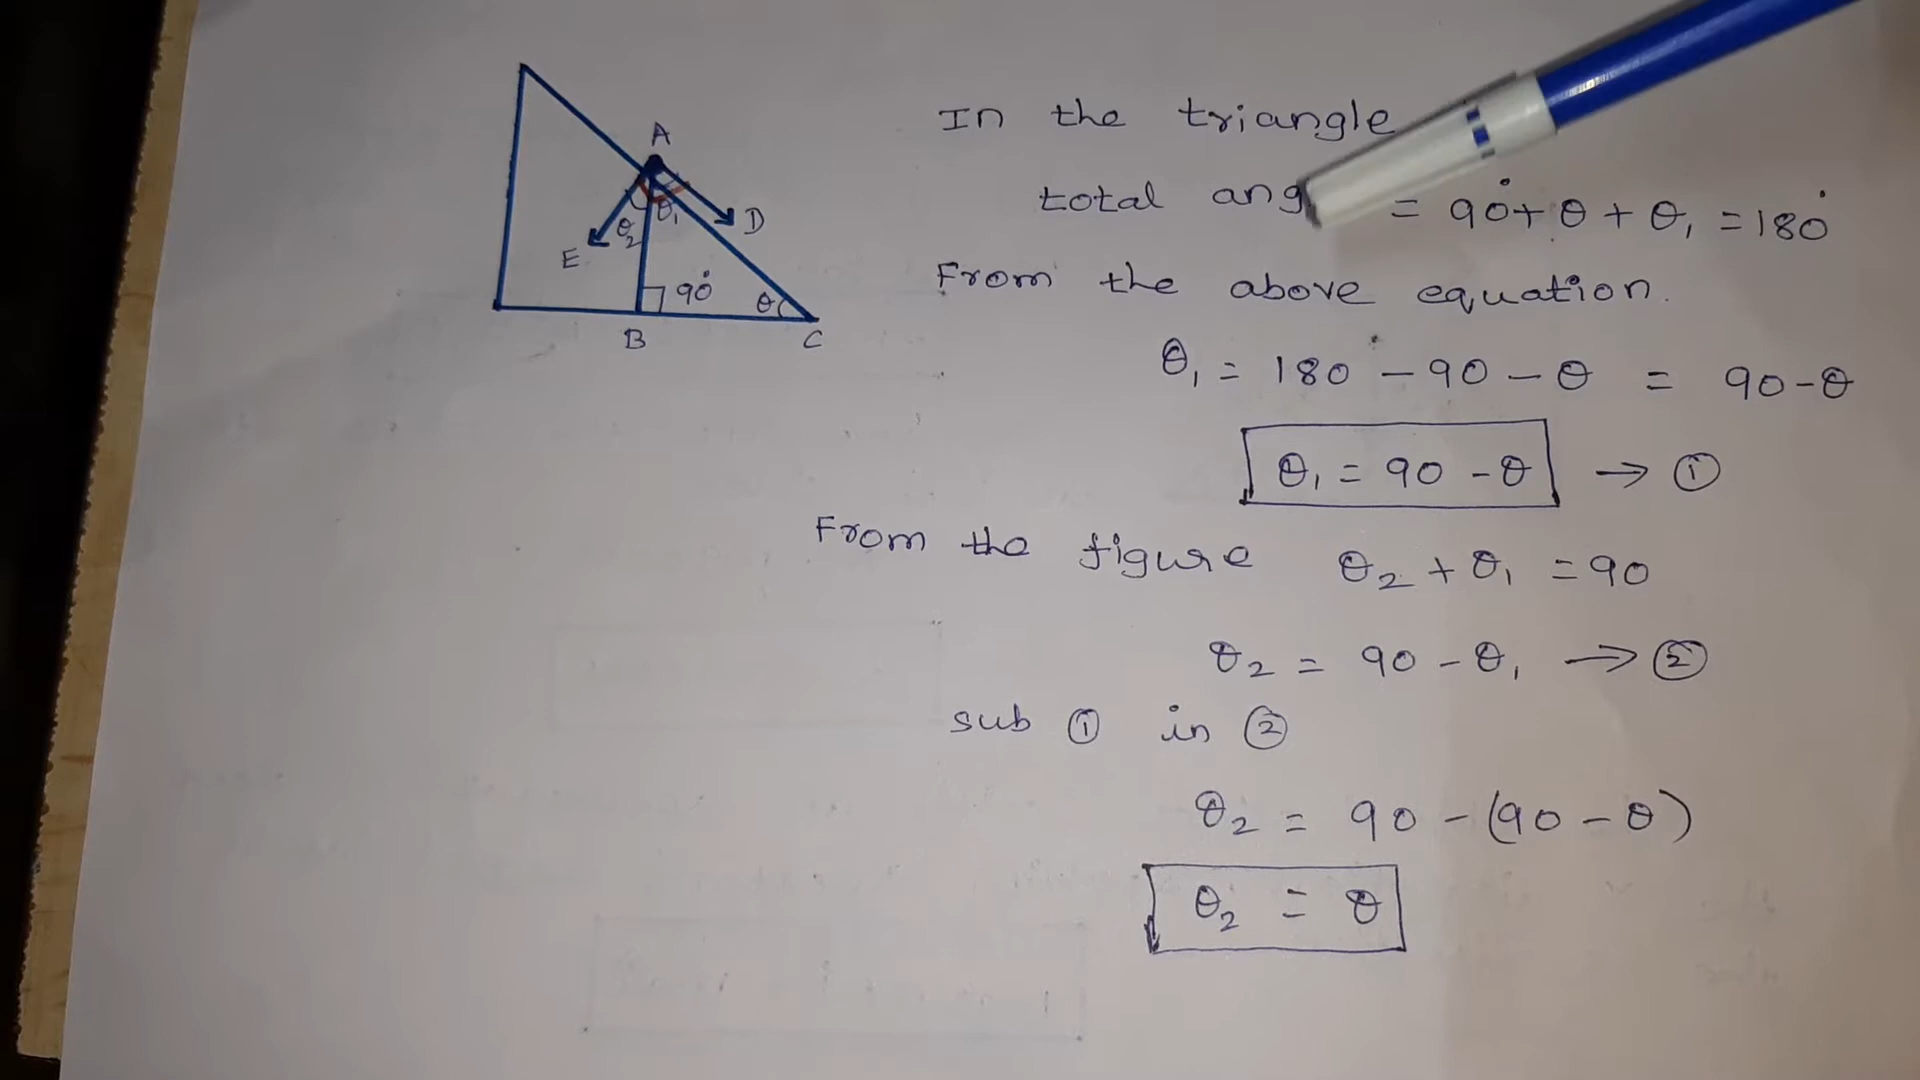 A
D
E
θ₂
θ₁
90°
θ
B
C
In the triangle
total = 90° + θ + θ₁ = 180°
From the above equation.
θ₁ = 180 - 90 - θ = 90 - θ
θ₁ = 90 - θ → ①
From the figure θ₂ + θ₁ = 90
θ₂ = 90 - θ₁ → ②
sub ① in ②
θ₂ = 90 - (90 - θ)
θ₂ = θ